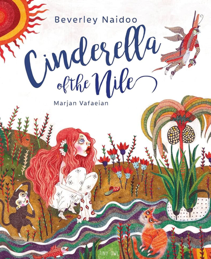 Beverley Naidoo
Cinderella
of the Nile
Marjan Vafaeian